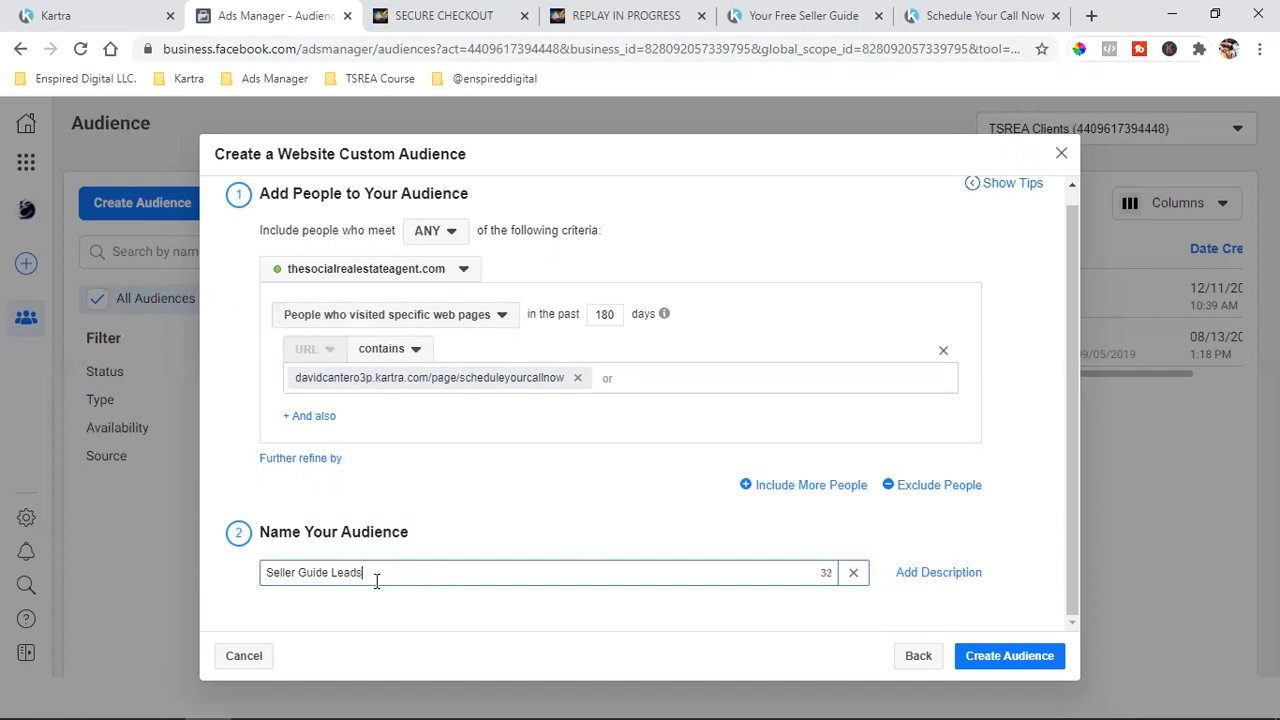 Kartra
Ads Manager - Audienc
SECURE CHECKOUT
REPLAY IN PROGRESS
Your Free Seller Guide
Schedule Your Call Now
business.facebook.com/adsmanager/audiences?act=4409617394448&business_id=828092057339795&global_scope_id=828092057339795&tool=...
Enspired Digital LLC.
Kartra
Ads Manager
TSREA Course
@enspireddigital
Audience
TSREA Clients (4409617394448)
Create Audience
Columns
Search by nam
Date Cre
All Audiences
12/11/20
10:39 AM
Filter
08/13/20
09/05/2019
1:18 PM
Status
Type
Availability
Source
Create a Website Custom Audience
Show Tips
1 Add People to Your Audience
Include people who meet ANY of the following criteria:
thesocialrealestateagent.com
People who visited specific web pages in the past 180 days
URL contains
davidcantero3p.kartra.com/page/scheduleyourcallnow or
+ And also
Further refine by
Include More People Exclude People
2 Name Your Audience
Seller Guide Leads 32 Add Description
Cancel Back Create Audience